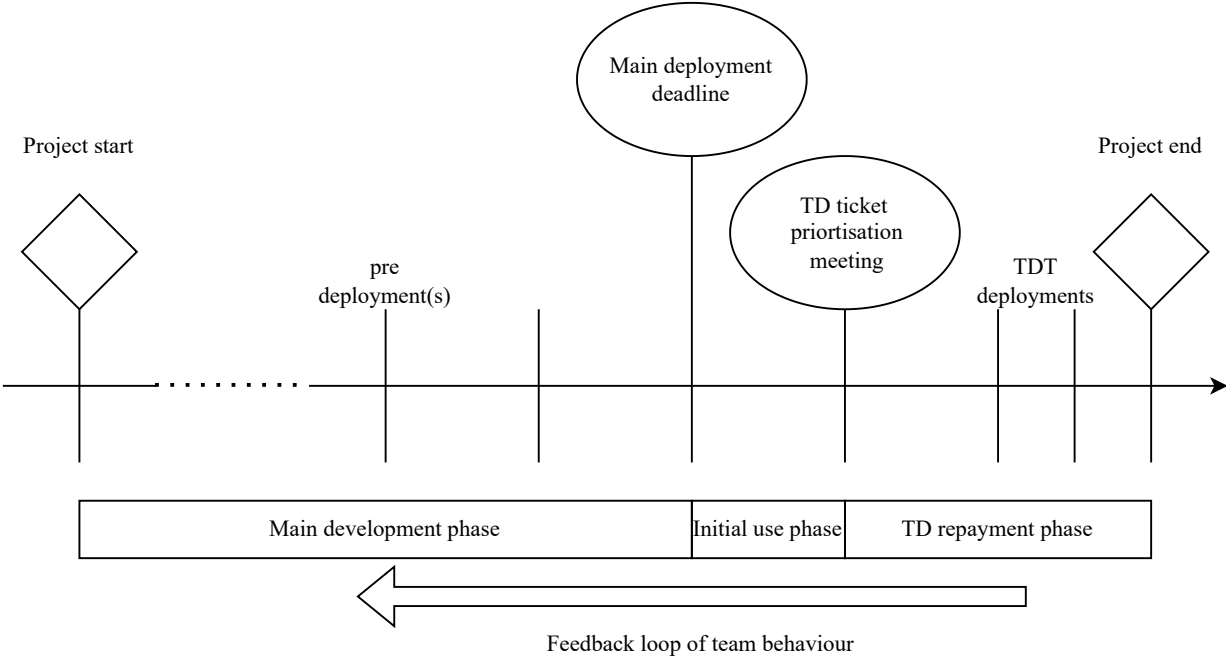 Main deployment
deadline
Project start
Project end
TD ticket
priortisation
meeting
pre
deployment(s)
TDT
deployments
Main development phase
Initial use phase
TD repayment phase
Feedback loop of team behaviour